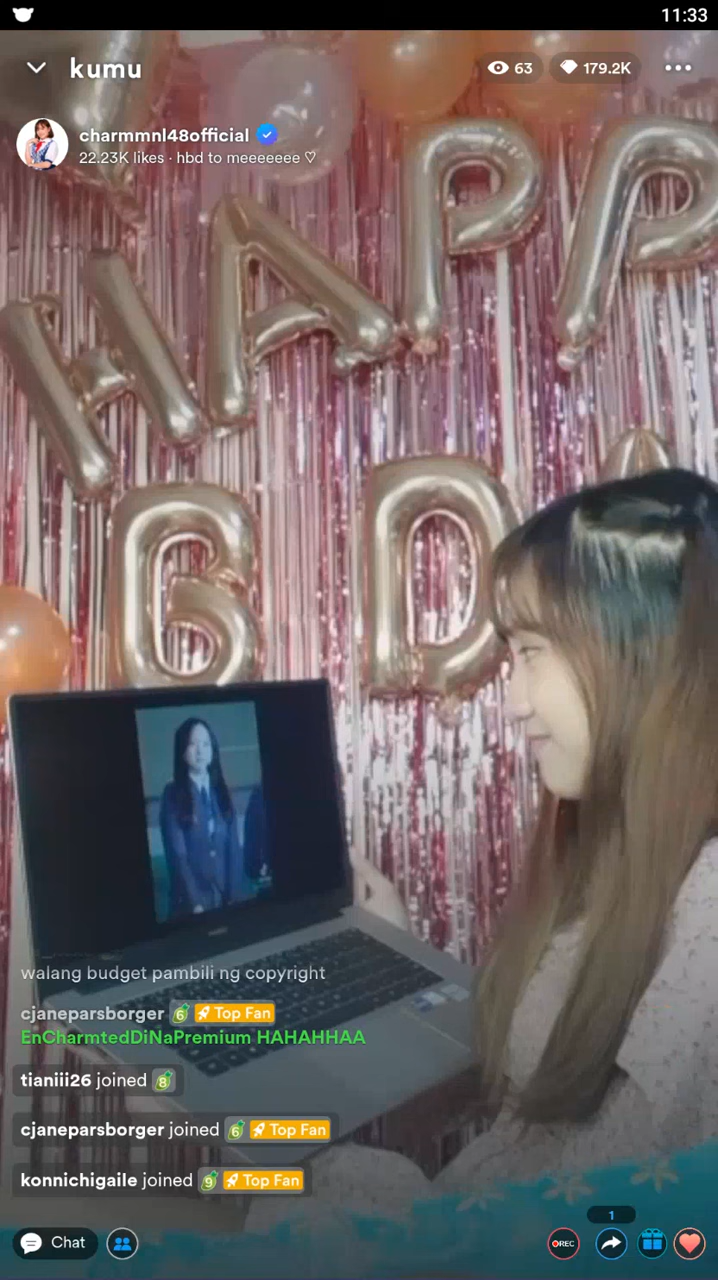 11:33
kumu
63
179.2K
charmmnl48official
22.23K likes · hbd to meeeeeee ♡
HAPP
BD
walang budget pambili ng copyright
cjaneparsborger 6 Top Fan
EnCharmtedDiNaPremium HAHAHHAA
tianiii26 joined 8
cjaneparsborger joined 6 Top Fan
konnichigaile joined 9 Top Fan
1
Chat
REC